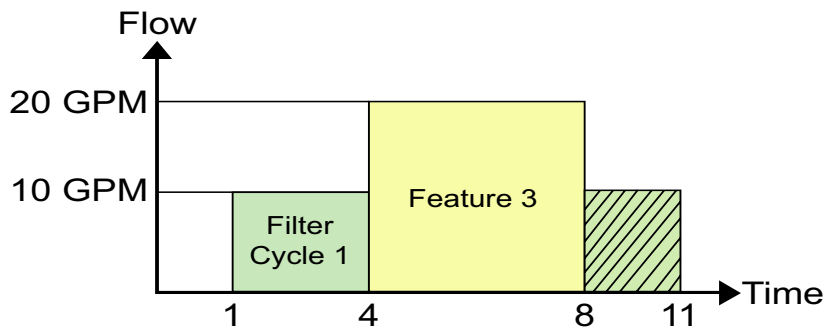 Flow
20 GPM
10 GPM
Filter
Cycle 1
Feature 3
Time
1 4 8 11